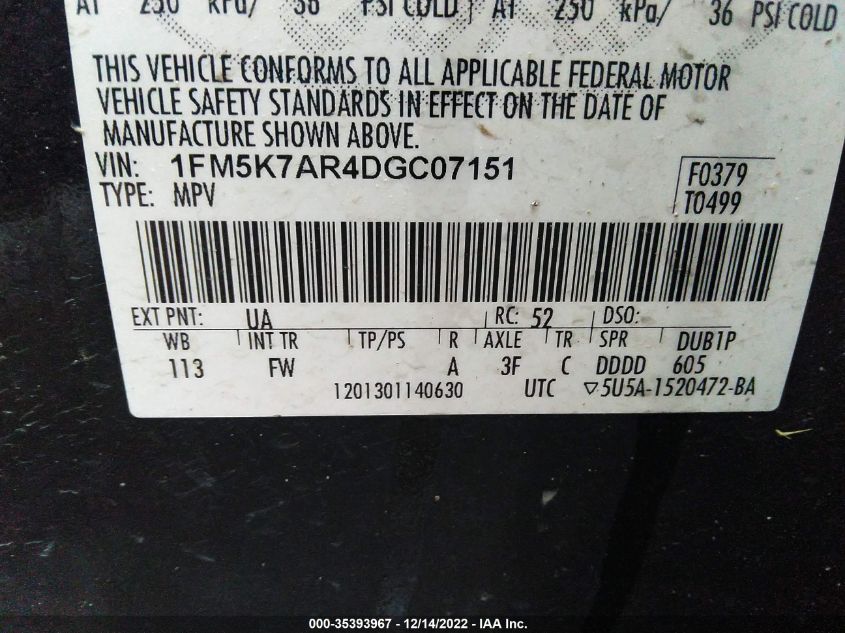 AT 250 kPa/ 36 PSI COLD AT 250 kPa/ 36 PSI COLD
THIS VEHICLE CONFORMS TO ALL APPLICABLE FEDERAL MOTOR
VEHICLE SAFETY STANDARDS IN EFFECT ON THE DATE OF
MANUFACTURE SHOWN ABOVE.
VIN: 1FM5K7AR4DGC07151
TYPE: MPV
F0379
T0499
EXT PNT: UA RC: 52 DSO:
WB INT TR TP/PS R AXLE TR SPR DUB1P
113 FW A 3F C DDDD 605
1201301140630 UTC ▽5U5A-1520472-BA
000-35393967 - 12/14/2022 - IAA Inc.